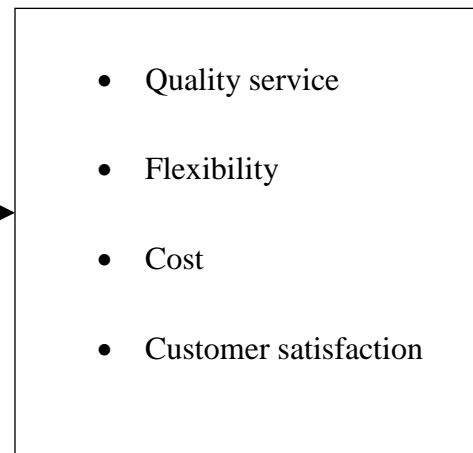 • Quality service
• Flexibility
• Cost
• Customer satisfaction